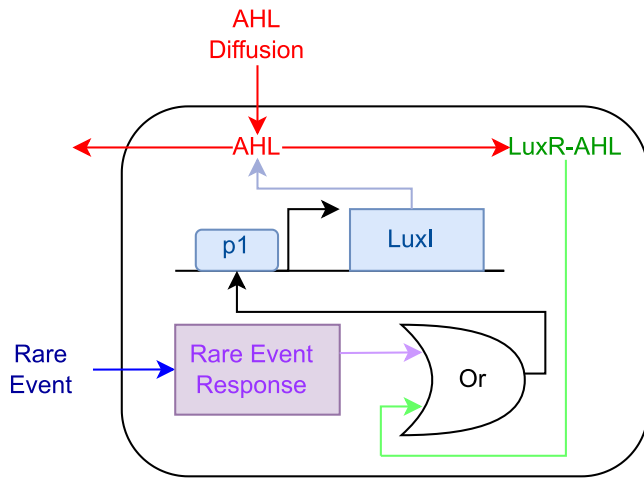 AHL
Diffusion
AHL
LuxR-AHL
p1
LuxI
Rare
Event
Rare Event
Response
Or